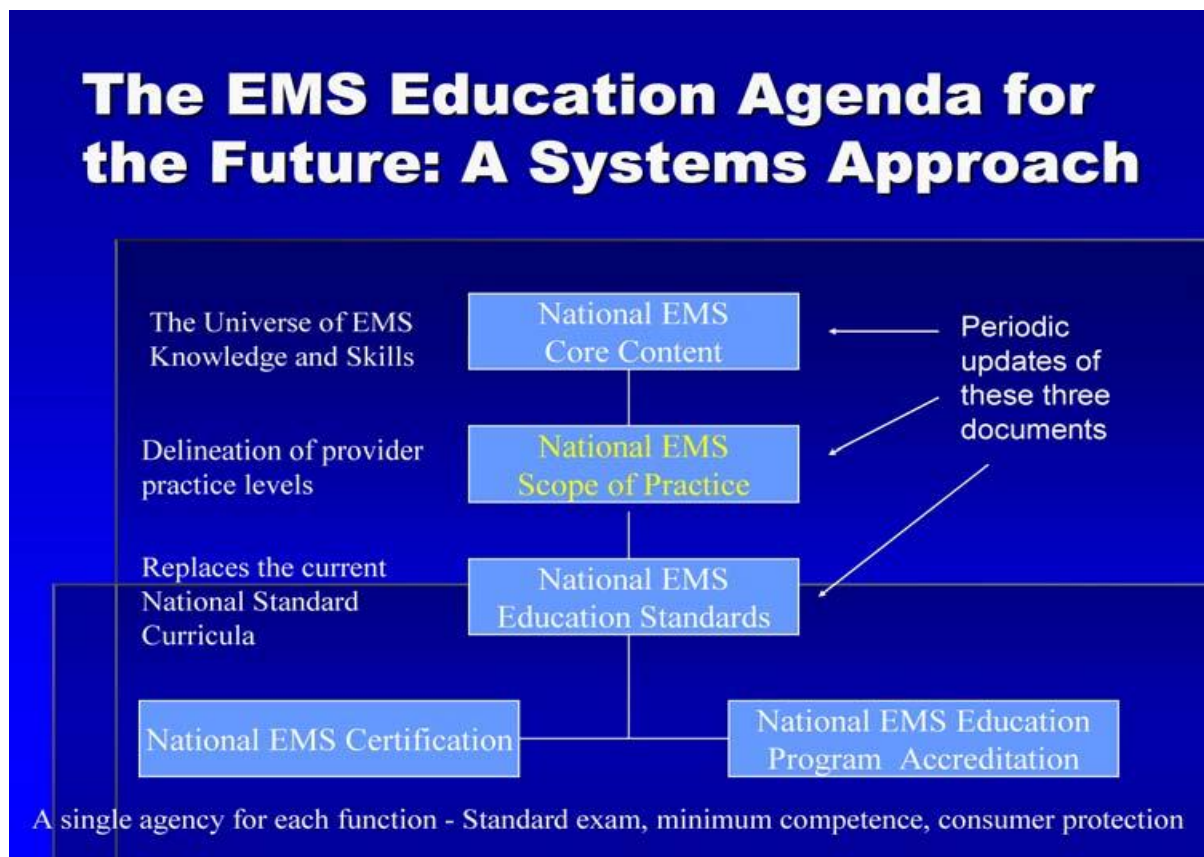 The EMS Education Agenda for
the Future: A Systems Approach
The Universe of EMS
Knowledge and Skills
National EMS
Core Content
Periodic
updates of
these three
documents
Delineation of provider
practice levels
National EMS
Scope of Practice
Replaces the current
National Standard
Curricula
National EMS
Education Standards
National EMS Certification
National EMS Education
Program Accreditation
A single agency for each function - Standard exam, minimum competence, consumer protection